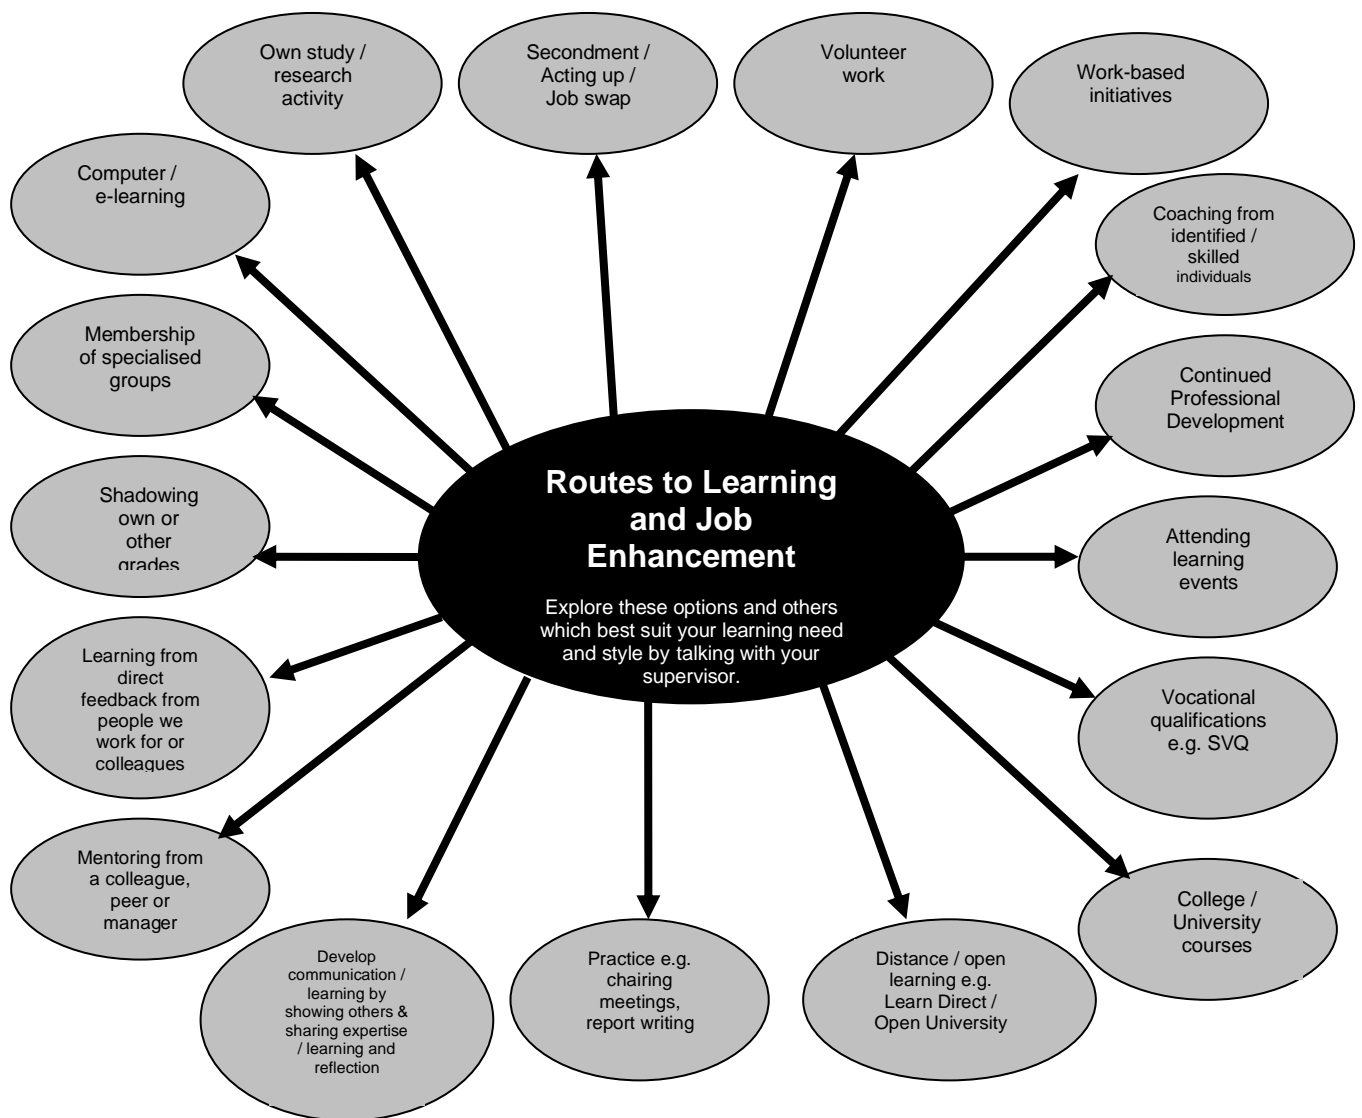 Own study /
research
activity
Secondment /
Acting up /
Job swap
Volunteer
work
Work-based
initiatives
Computer /
e-learning
Coaching from
identified /
skilled
individuals
Membership
of specialised
groups
Continued
Professional
Development
Shadowing
own or
other
grades
Routes to Learning
and Job
Enhancement
Explore these options and others
which best suit your learning need
and style by talking with your
supervisor.
Attending
learning
events
Learning from
direct
feedback from
people we
work for or
colleagues
Vocational
qualifications
e.g. SVQ
Mentoring from
a colleague,
peer or
manager
College /
University
courses
Develop
communication /
learning by
showing others &
sharing expertise
/ learning and
reflection
Practice e.g.
chairing
meetings,
report writing
Distance / open
learning e.g.
Learn Direct /
Open University